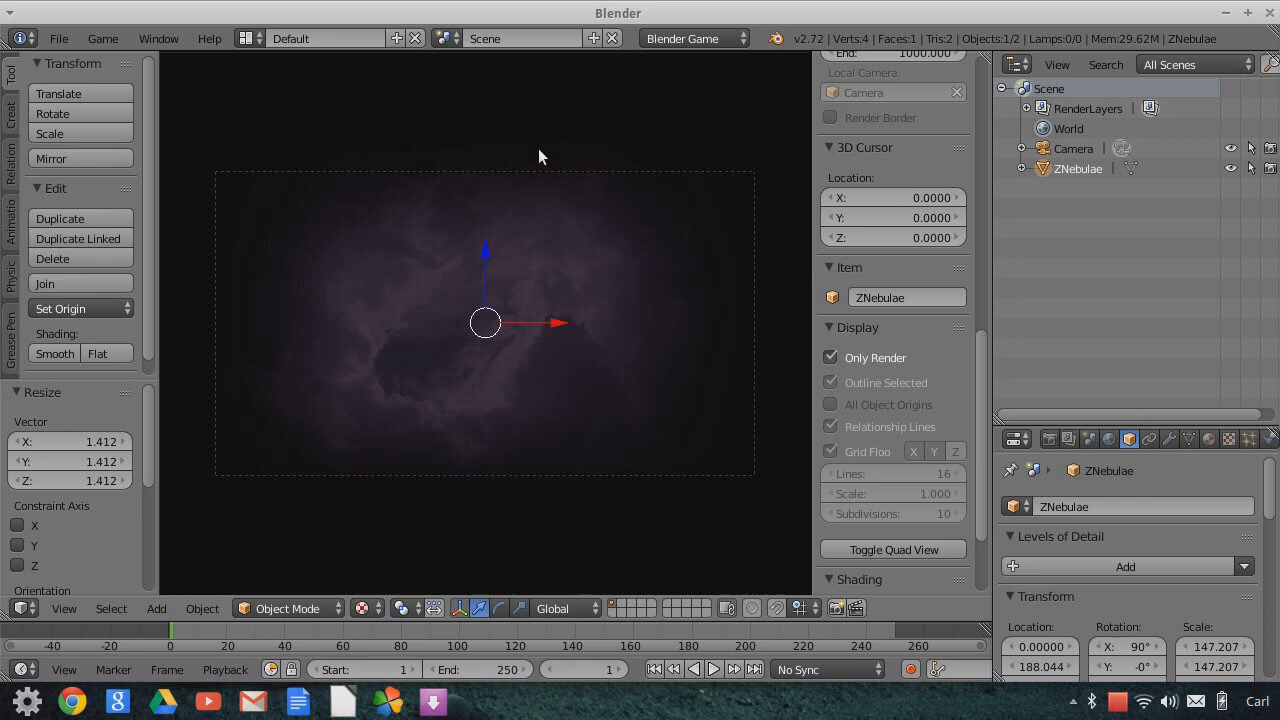 Blender
File Game Window Help Default Scene Blender Game v2.72 | Verts:4 | Faces:1 | Tris:2 | Objects:1/2 | Lamps:0/0 | Mem:29.62M | ZNebulae
Tool
Creat
Relation
Animatio
Physic
Grease Pen
Transform
Translate
Rotate
Scale
Mirror
Edit
Duplicate
Duplicate Linked
Delete
Join
Set Origin
Shading:
Smooth Flat
Resize
Vector
X: 1.412
Y: 1.412
Z: 1.412
Constraint Axis
X
Y
Z
Orientation
End: 1000.000
Local Camera:
Camera
Render Border
3D Cursor
Location:
X: 0.0000
Y: 0.0000
Z: 0.0000
Item
ZNebulae
Display
Only Render
Outline Selected
All Object Origins
Relationship Lines
Grid Floo X Y Z
Lines: 16
Scale: 1.000
Subdivisions: 10
Toggle Quad View
Shading
View Search All Scenes
Scene
RenderLayers |
World
Camera |
ZNebulae |
ZNebulae
ZNebulae
Levels of Detail
Add
Transform
Location: Rotation: Scale:
0.00000 X: 90° 147.207
188.044 Y: -0° 147.207
View Select Add Object Object Mode Global
-40 -20 0 20 40 60 80 100 120 140 160 180 200 220 240 260
View Marker Frame Playback Start: 1 End: 250 1 No Sync
Carl